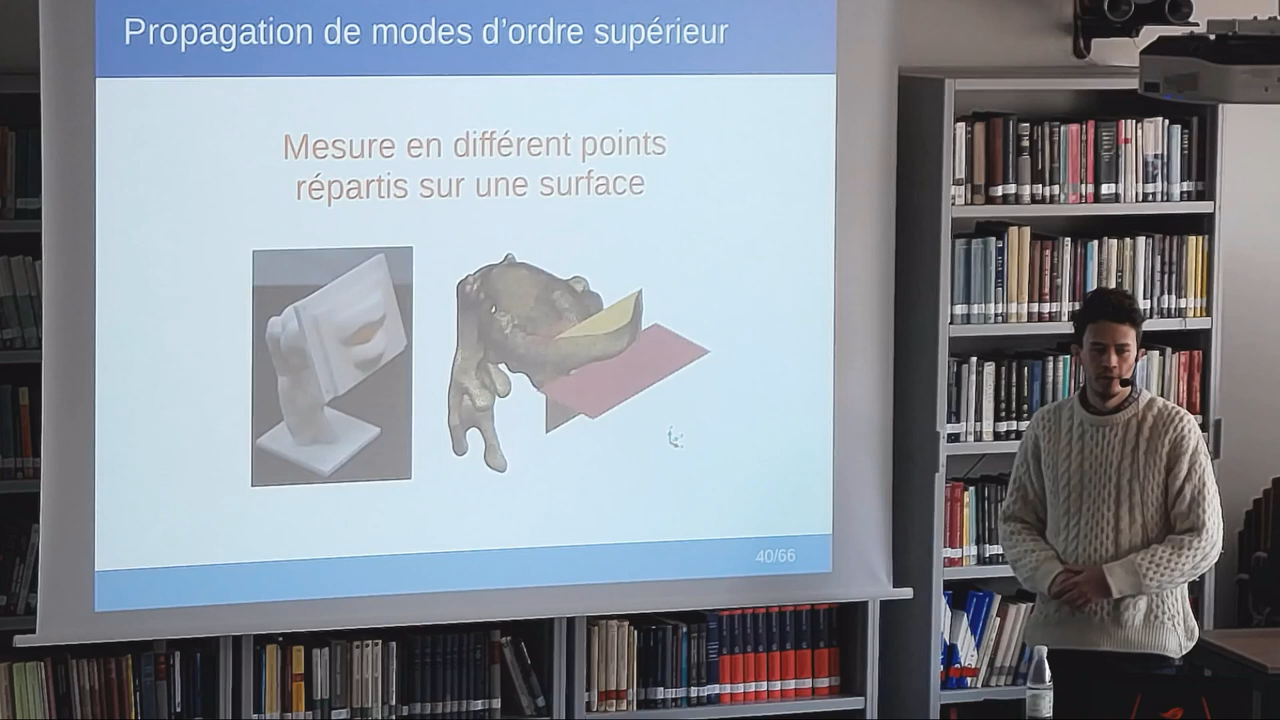 Propagation de modes d'ordre supérieur
Mesure en différent points
répartis sur une surface
40/66